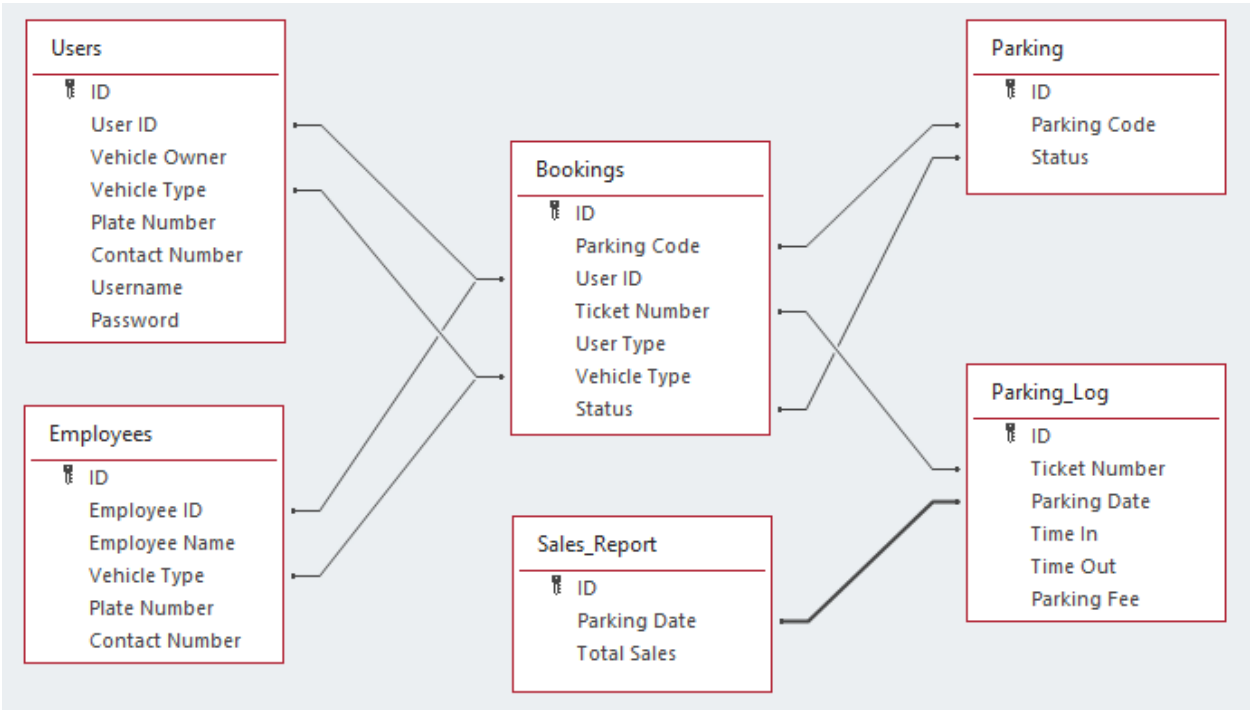 Users
ID
User ID
Vehicle Owner
Vehicle Type
Plate Number
Contact Number
Username
Password
Employees
ID
Employee ID
Employee Name
Vehicle Type
Plate Number
Contact Number
Bookings
ID
Parking Code
User ID
Ticket Number
User Type
Vehicle Type
Status
Sales_Report
ID
Parking Date
Total Sales
Parking
ID
Parking Code
Status
Parking_Log
ID
Ticket Number
Parking Date
Time In
Time Out
Parking Fee